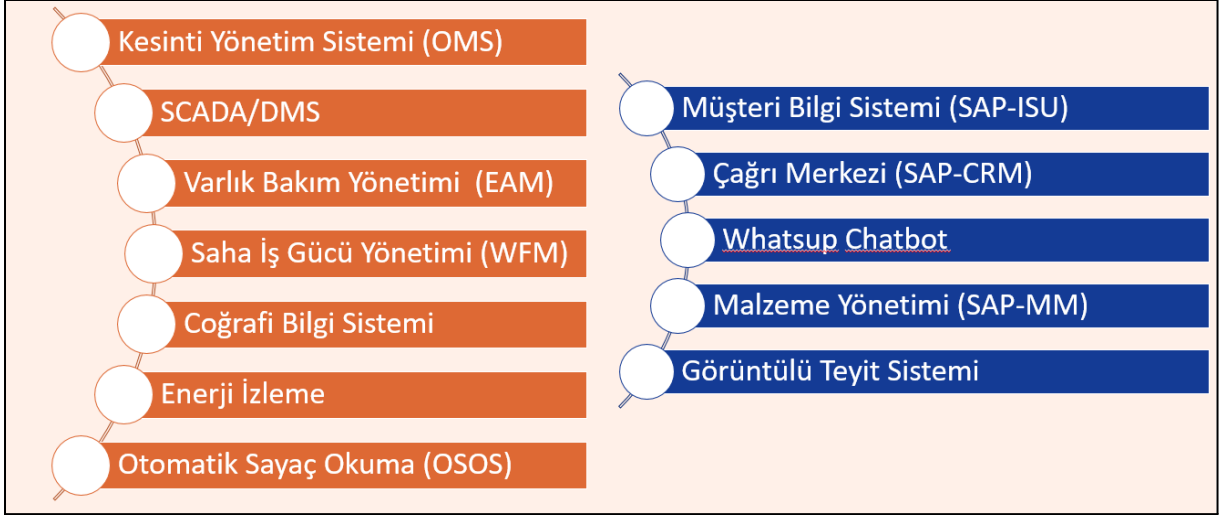 Kesinti Yönetim Sistemi (OMS)
SCADA/DMS
Varlık Bakım Yönetimi (EAM)
Saha İş Gücü Yönetimi (WFM)
Coğrafi Bilgi Sistemi
Enerji İzleme
Otomatik Sayaç Okuma (OSOS)
Müşteri Bilgi Sistemi (SAP-ISU)
Çağrı Merkezi (SAP-CRM)
Whatsup Chatbot
Malzeme Yönetimi (SAP-MM)
Görüntülü Teyit Sistemi